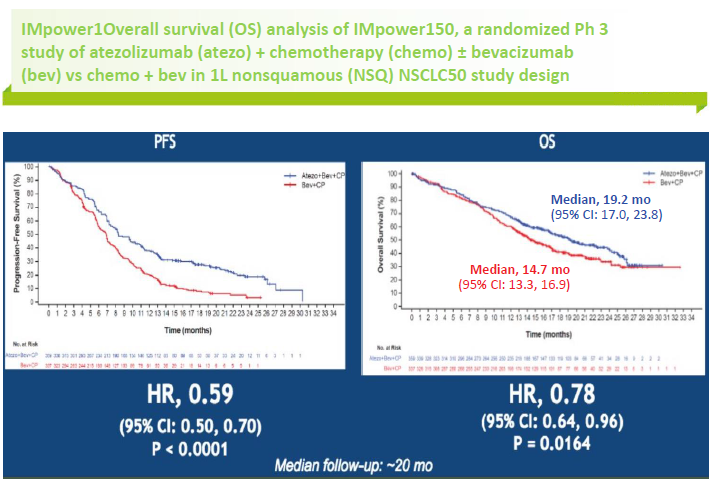 IMpower1Overall survival (OS) analysis of IMpower150, a randomized Ph 3
study of atezolizumab (atezo) + chemotherapy (chemo) ± bevacizumab
(bev) vs chemo + bev in 1L nonsquamous (NSQ) NSCLC50 study design
PFS
OS
Progression-Free Survival (%)
100
90
80
70
60
50
40
30
20
10
0
Atezo+Bev+CP
Bev+CP
0 1 2 3 4 5 6 7 8 9 10 11 12 13 14 15 16 17 18 19 20 21 22 23 24 25 26 27 28 29 30 31 32 33 34
Time (months)
No. at Risk
Atezo+Bev+CP
Bev+CP
Overall Survival (%)
100
90
80
70
60
50
40
30
20
10
0
Atezo+Bev+CP
Bev+CP
Median, 19.2 mo
(95% CI: 17.0, 23.8)
Median, 14.7 mo
(95% CI: 13.3, 16.9)
0 1 2 3 4 5 6 7 8 9 10 11 12 13 14 15 16 17 18 19 20 21 22 23 24 25 26 27 28 29 30 31 32 33 34
Time (months)
No. at Risk
Atezo+Bev+CP
Bev+CP
HR, 0.59
(95% CI: 0.50, 0.70)
P < 0.0001
HR, 0.78
(95% CI: 0.64, 0.96)
P = 0.0164
Median follow-up: ~20 mo